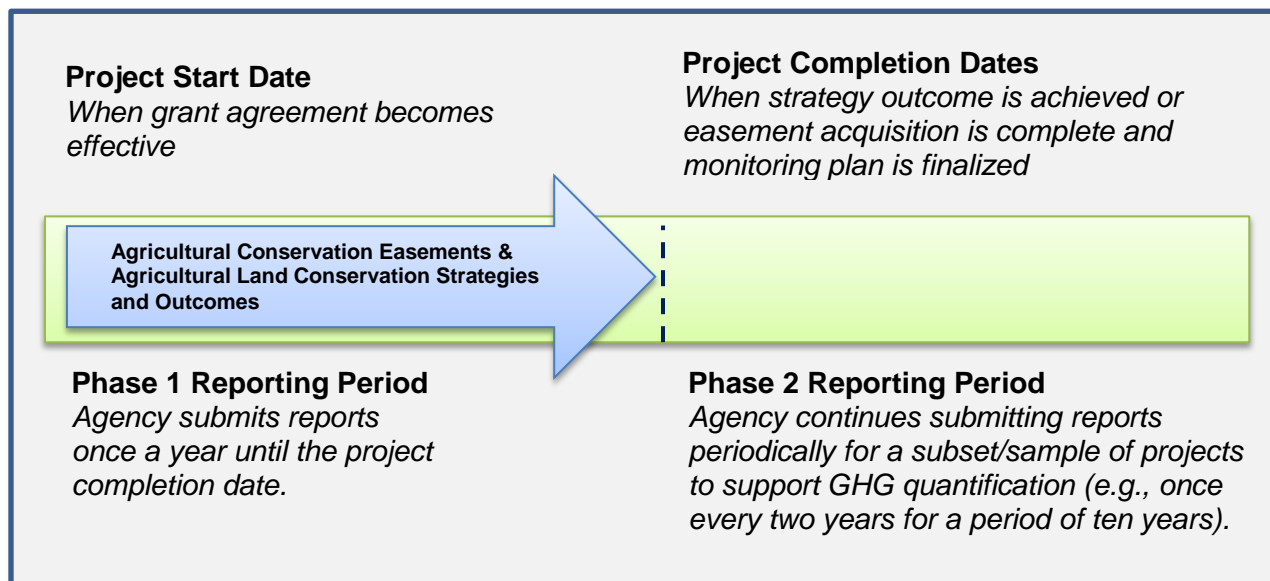 Project Start Date
When grant agreement becomes
effective
Project Completion Dates
When strategy outcome is achieved or
easement acquisition is complete and
monitoring plan is finalized
Agricultural Conservation Easements &
Agricultural Land Conservation Strategies
and Outcomes
Phase 1 Reporting Period
Agency submits reports
once a year until the project
completion date.
Phase 2 Reporting Period
Agency continues submitting reports
periodically for a subset/sample of projects
to support GHG quantification (e.g., once
every two years for a period of ten years).